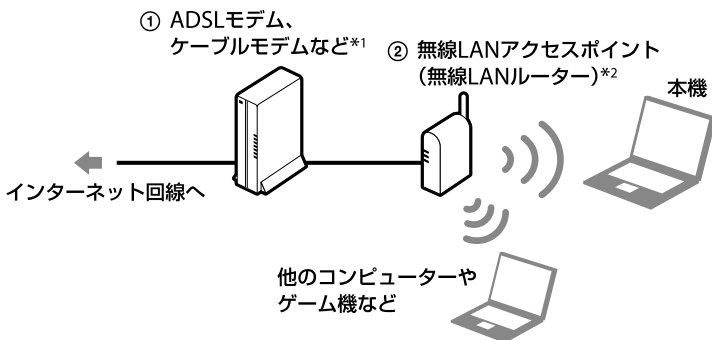 ① ADSLモデム、
ケーブルモデムなど*1
② 無線LANアクセスポイント
（無線LANルーター）*2
本機
インターネット回線へ
他のコンピューターや
ゲーム機など